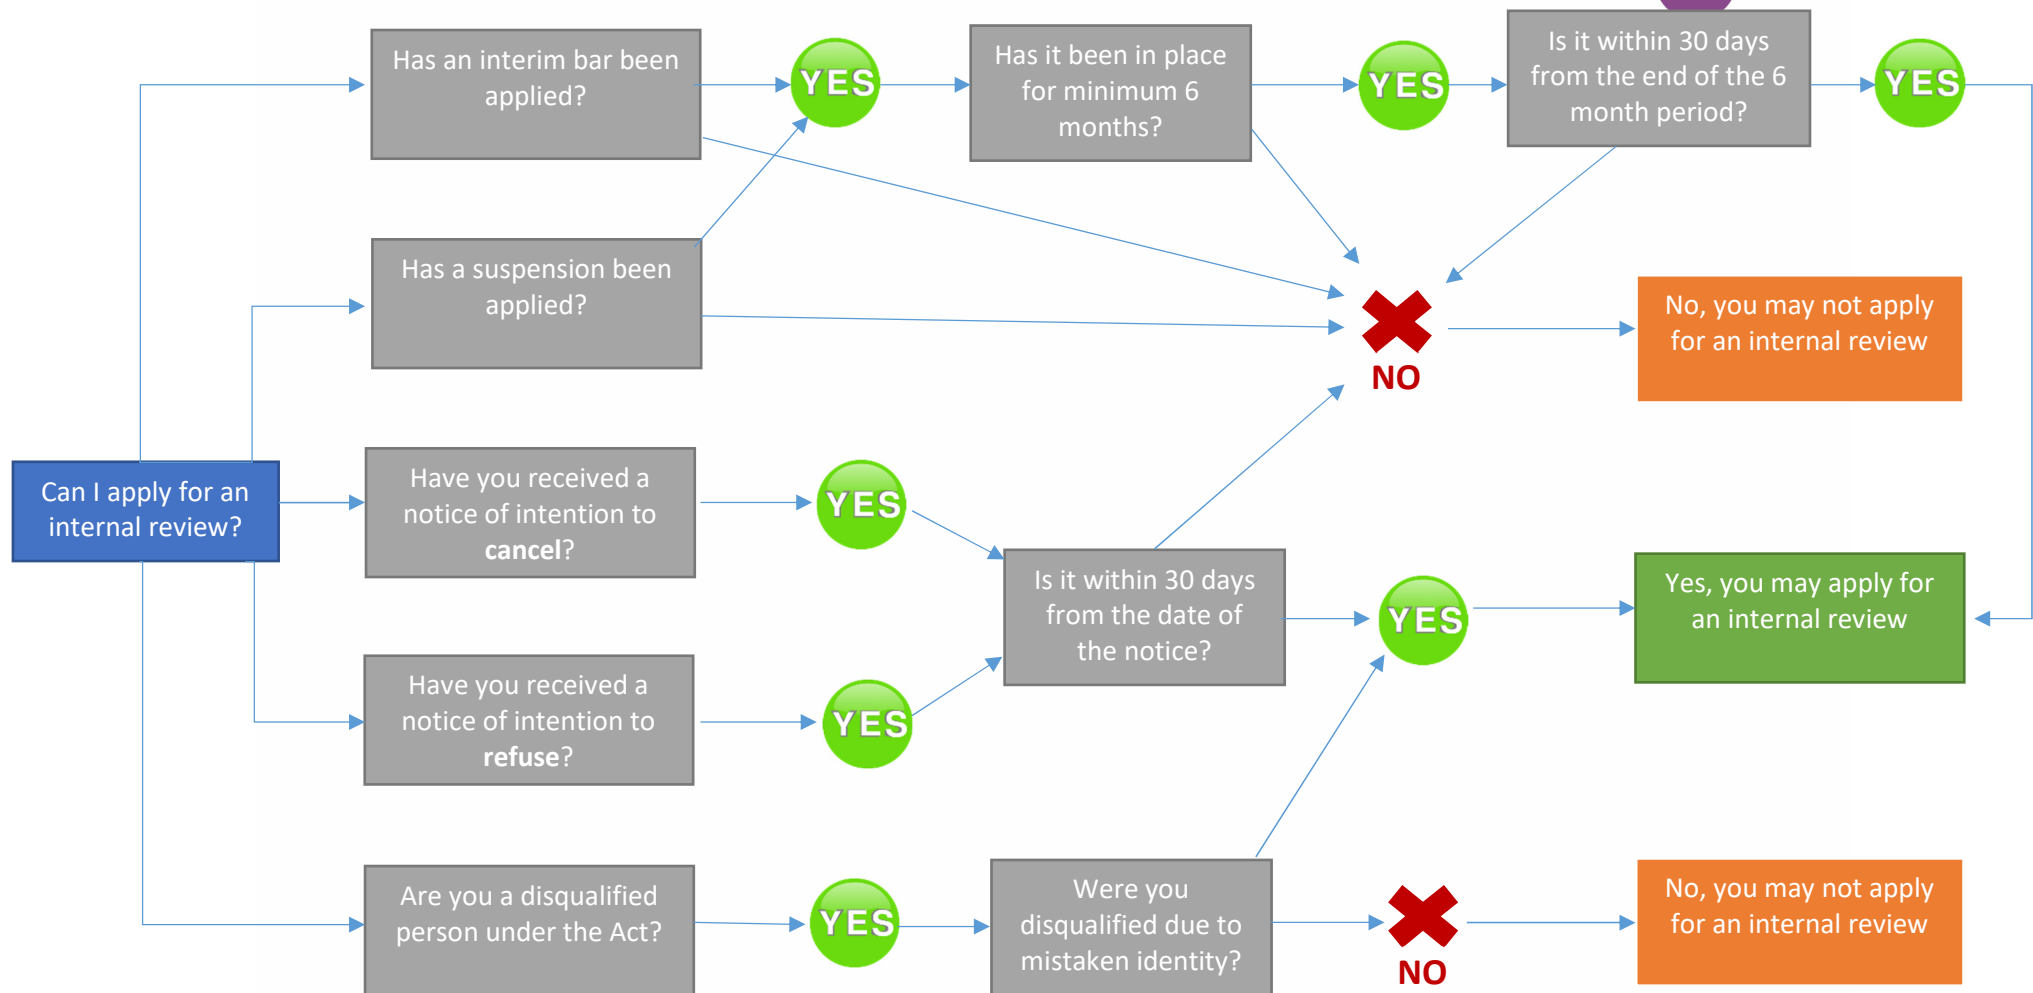 Has an interim bar been
applied?
YES
Has it been in place
for minimum 6
months?
YES
Is it within 30 days
from the end of the 6
month period?
YES
Has a suspension been
applied?
NO
No, you may not apply
for an internal review
Can I apply for an
internal review?
Have you received a
notice of intention to
cancel?
YES
Is it within 30 days
from the date of
the notice?
YES
Yes, you may apply for
an internal review
Have you received a
notice of intention to
refuse?
YES
Are you a disqualified
person under the Act?
YES
Were you
disqualified due to
mistaken identity?
NO
No, you may not apply
for an internal review